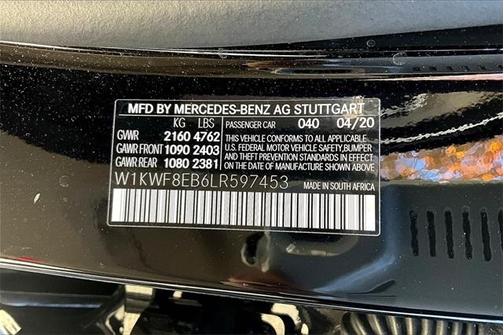 MFD BY MERCEDES-BENZ AG STUTTGART
KG LBS PASSENGER CAR 040 04/20
GVWR 2160 4762 THIS VEHICLE CONFORMS TO ALL APPLICABLE
GAWR FRONT 1090 2403 U.S. FEDERAL MOTOR VEHICLE SAFETY, BUMPER,
GAWR REAR 1080 2381 AND THEFT PREVENTION STANDARDS IN EFFECT
ON THE DATE OF MANUFACTURE SHOWN ABOVE.
W1KWF8EB6LR597453 MADE IN SOUTH AFRICA